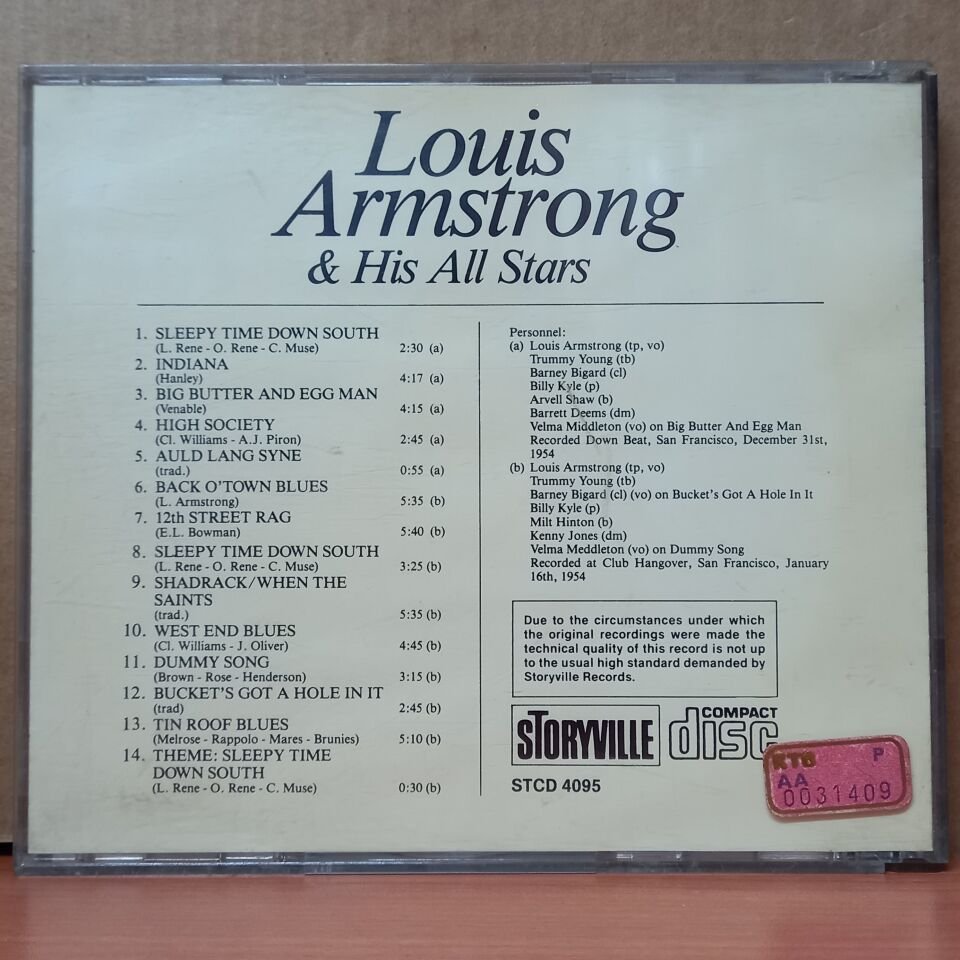 Louis
Armstrong
& His All Stars
1. SLEEPY TIME DOWN SOUTH
(L. Rene - O. Rene - C. Muse) 2:30 (a)
2. INDIANA
(Hanley) 4:17 (a)
3. BIG BUTTER AND EGG MAN
(Venable) 4:15 (a)
4. HIGH SOCIETY
(Cl. Williams - A.J. Piron) 2:45 (a)
5. AULD LANG SYNE
(trad.) 0:55 (a)
6. BACK O'TOWN BLUES
(L. Armstrong) 5:35 (b)
7. 12th STREET RAG
(E.L. Bowman) 5:40 (b)
8. SLEEPY TIME DOWN SOUTH
(L. Rene - O. Rene - C. Muse) 3:25 (b)
9. SHADRACK/WHEN THE
SAINTS
(trad.) 5:35 (b)
10. WEST END BLUES
(Cl. Williams - J. Oliver) 4:45 (b)
11. DUMMY SONG
(Brown - Rose - Henderson) 3:15 (b)
12. BUCKET'S GOT A HOLE IN IT
(trad) 2:45 (b)
13. TIN ROOF BLUES
(Melrose - Rappolo - Mares - Brunies) 5:10 (b)
14. THEME: SLEEPY TIME
DOWN SOUTH
(L. Rene - O. Rene - C. Muse) 0:30 (b)
Personnel:
(a) Louis Armstrong (tp, vo)
Trummy Young (tb)
Barney Bigard (cl)
Billy Kyle (p)
Arvell Shaw (b)
Barrett Deems (dm)
Velma Middleton (vo) on Big Butter And Egg Man
Recorded Down Beat, San Francisco, December 31st,
1954
(b) Louis Armstrong (tp, vo)
Trummy Young (tb)
Barney Bigard (cl) (vo) on Bucket's Got A Hole In It
Billy Kyle (p)
Milt Hinton (b)
Kenny Jones (dm)
Velma Meddleton (vo) on Dummy Song
Recorded at Club Hangover, San Francisco, January
16th, 1954
Due to the circumstances under which
the original recordings were made the
technical quality of this record is not up
to the usual high standard demanded by
Storyville Records.
STORYVILLE
COMPACT
disc
STCD 4095
KTB P
AA
0031409